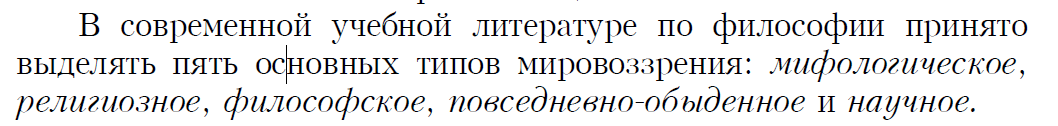 В современной учебной литературе по философии принято
выделять пять основных типов мировоззрения: мифологическое,
религиозное, философское, повседневно-обыденное и научное.